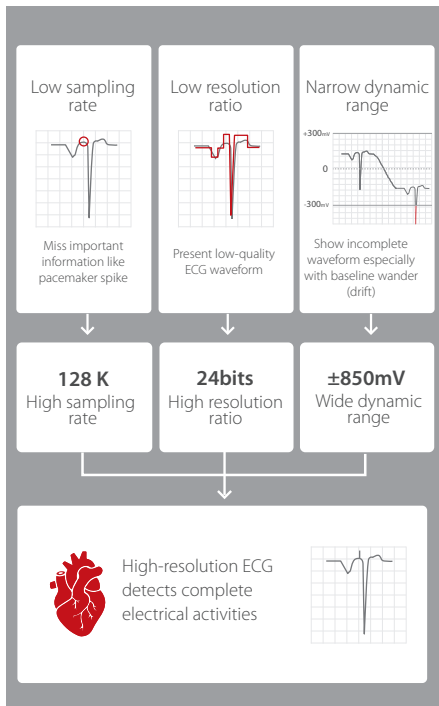 Low sampling
rate
Miss important
information like
pacemaker spike
Low resolution
ratio
Present low-quality
ECG waveform
Narrow dynamic
range
+300mV
0
-300mV
Show incomplete
waveform especially
with baseline wander
(drift)
128 K
High sampling
rate
24bits
High resolution
ratio
±850mV
Wide dynamic
range
High-resolution ECG
detects complete
electrical activities